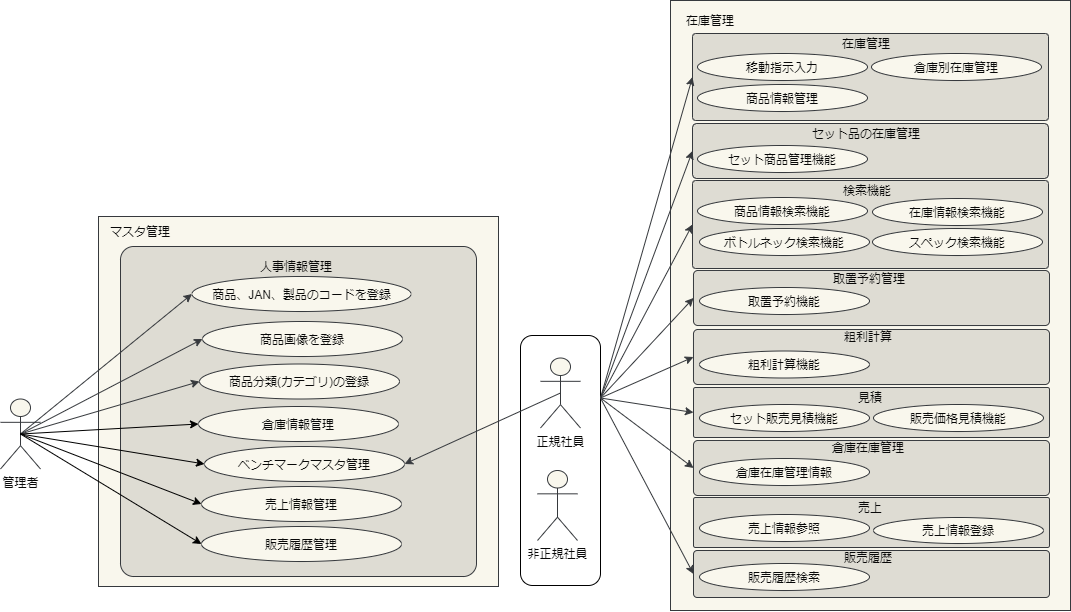 在庫管理
在庫管理
移動指示入力
倉庫別在庫管理
商品情報管理
セット品の在庫管理
セット商品管理機能
検索機能
商品情報検索機能
在庫情報検索機能
ボトルネック検索機能
スペック検索機能
取置予約管理
取置予約機能
粗利計算
粗利計算機能
見積
セット販売見積機能
販売価格見積機能
倉庫在庫管理
倉庫在庫管理情報
売上
売上情報参照
売上情報登録
販売履歴
販売履歴検索
マスタ管理
人事情報管理
商品、JAN、製品のコードを登録
商品画像を登録
商品分類(カテゴリ)の登録
倉庫情報管理
ベンチマークマスタ管理
売上情報管理
販売履歴管理
管理者
正規社員
非正規社員